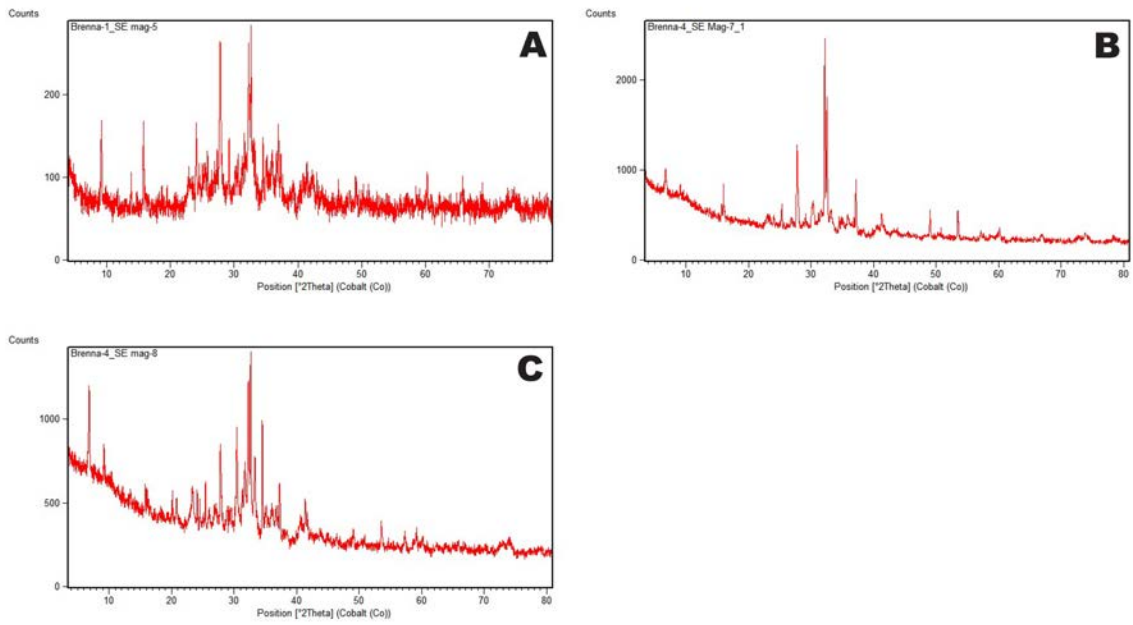 Counts
Brenna-1_SE mag-5
A
200
100
0
10 20 30 40 50 60 70
Position [°2Theta] (Cobalt (Co))
Counts
Brenna-4_SE Mag-7_1
B
2000
1000
0
10 20 30 40 50 60 70 80
Position [°2Theta] (Cobalt (Co))
Counts
Brenna-4_SE mag-8
C
1000
500
0
10 20 30 40 50 60 70 80
Position [°2Theta] (Cobalt (Co))